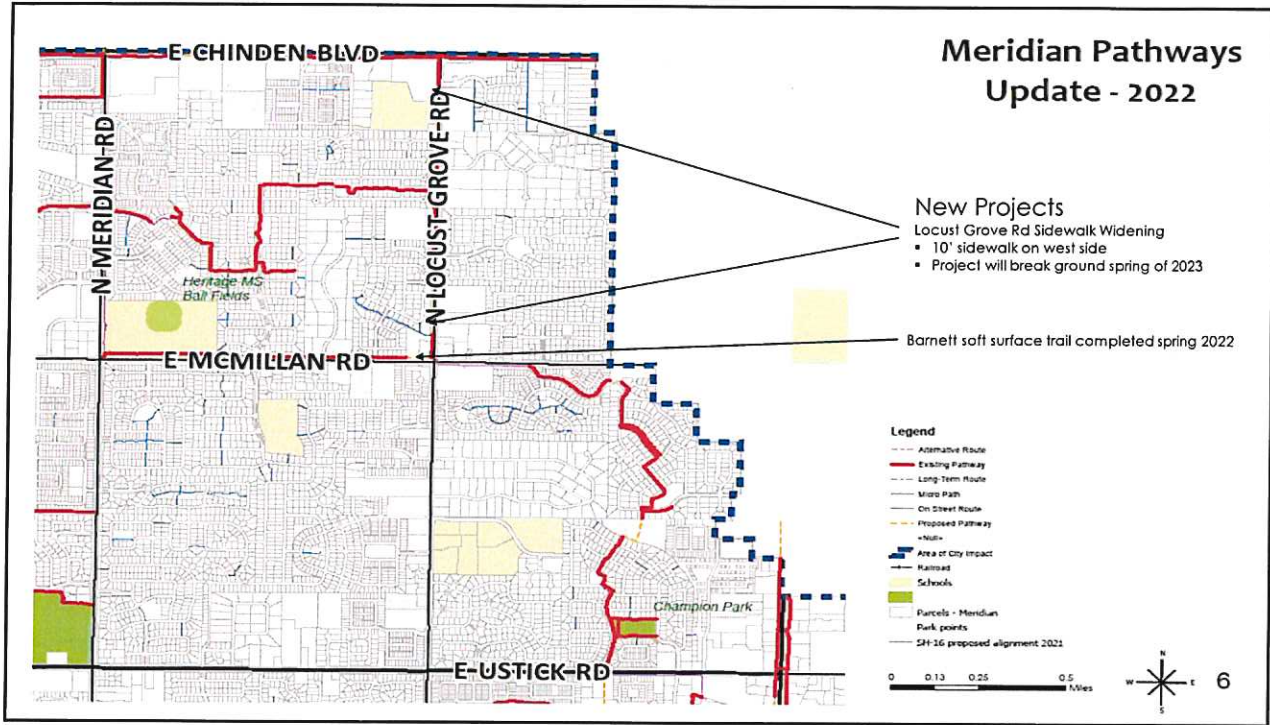 Meridian Pathways
Update - 2022
E CHINDEN BLVD
N MERIDIAN RD
N LOCUST GROVE RD
New Projects
Locust Grove Rd Sidewalk Widening
▪ 10' sidewalk on west side
▪ Project will break ground spring of 2023
Heritage MS
Ball Fields
Barnett soft surface trail completed spring 2022
E MCMILLAN RD
Champion Park
E USTICK RD
Legend
Alternative Route
Existing Pathway
Long-Term Route
Micro Path
On Street Route
Proposed Pathway
<Null>
Area of City Impact
Railroad
Schools
Parcels - Meridian
Park points
SH-16 proposed alignment 2021
0 0.13 0.25 0.5
Miles
N
W E
S
6